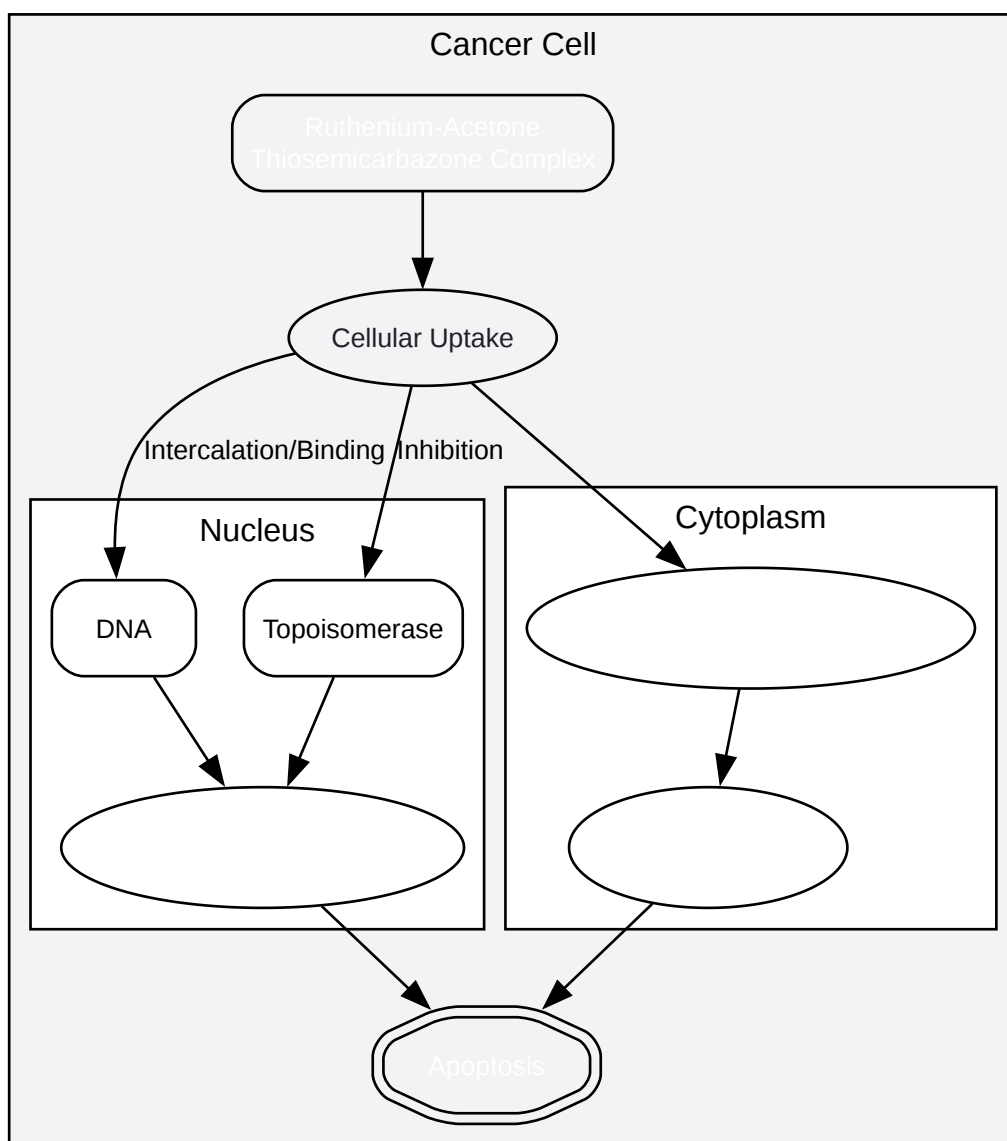 Cancer Cell
Ruthenium-Acetone
Thiosemicarbazone Complex
Cellular Uptake
Intercalation/Binding
Inhibition
Nucleus
Cytoplasm
DNA
Topoisomerase
Apoptosis